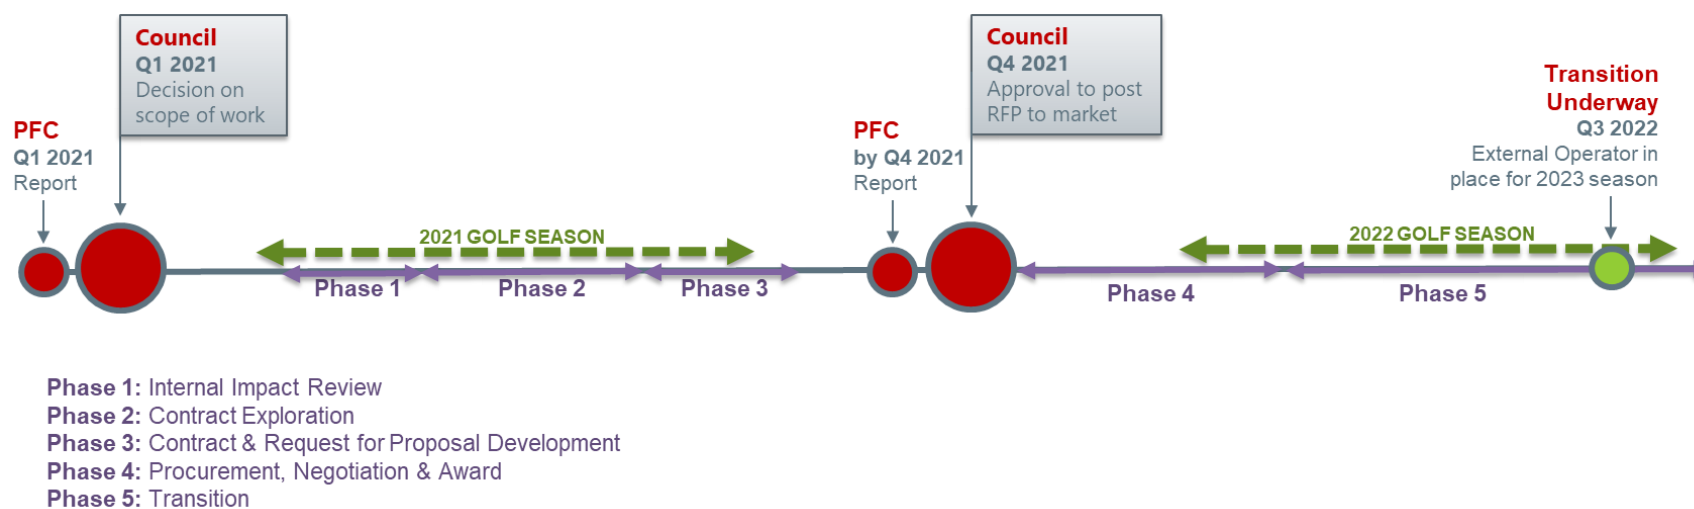 Council
Q1 2021
Decision on
scope of work
PFC
Q1 2021
Report
Council
Q4 2021
Approval to post
RFP to market
PFC
by Q4 2021
Report
Transition
Underway
Q3 2022
External Operator in
place for 2023 season
2021 GOLF SEASON
2022 GOLF SEASON
Phase 1
Phase 2
Phase 3
Phase 4
Phase 5
Phase 1: Internal Impact Review
Phase 2: Contract Exploration
Phase 3: Contract & Request for Proposal Development
Phase 4: Procurement, Negotiation & Award
Phase 5: Transition